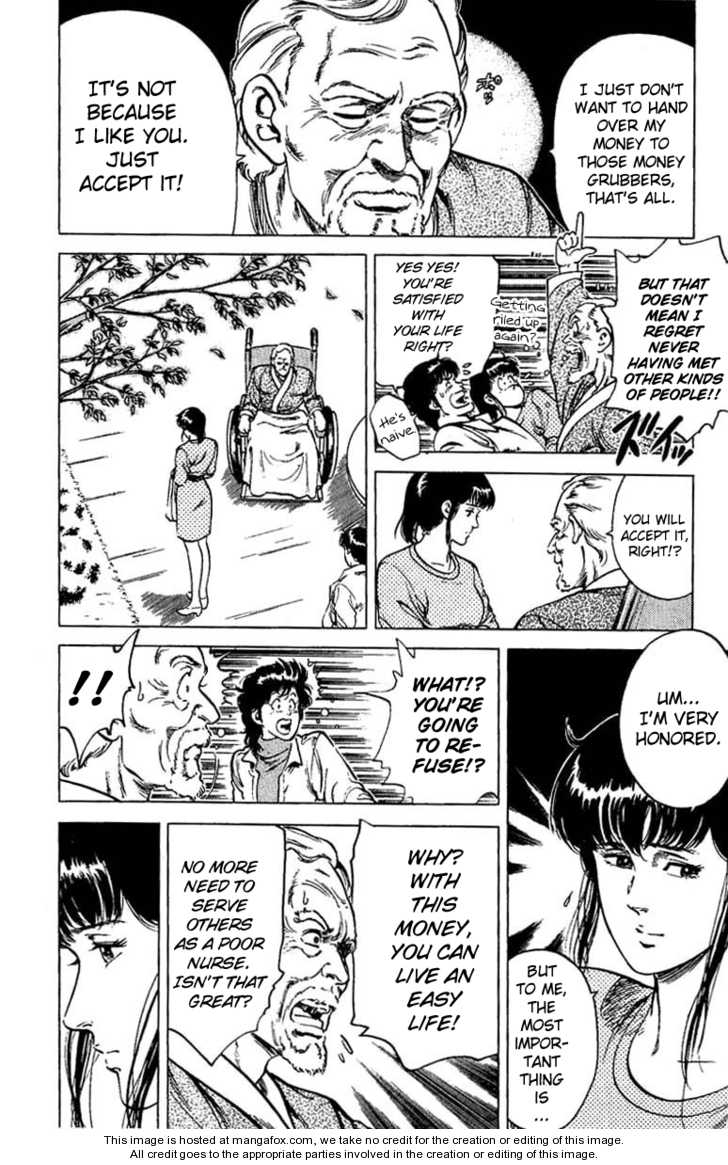 I JUST DON'T
WANT TO HAND
OVER MY
MONEY TO
THOSE MONEY
GRUBBERS,
THAT'S ALL.
ポッ
IT'S NOT
BECAUSE
I LIKE YOU.
JUST
ACCEPT IT!
BUT THAT
DOESN'T
MEAN I
REGRET
NEVER
HAVING MET
OTHER KINDS
OF PEOPLE!!
Getting
riled up
again?
YES YES!
YOU'RE
SATISFIED
WITH
YOUR LIFE
RIGHT?
He's
naive.
ズイッ
YOU WILL
ACCEPT IT,
RIGHT!?
UM...
I'M VERY
HONORED.
BUT
TO ME,
THE
MOST
IMPOR-
TANT
THING
IS
...
WHAT!?
YOU'RE
GOING
TO RE-
FUSE!?
!!
WHY?
WITH
THIS
MONEY,
YOU CAN
LIVE AN
EASY
LIFE!
NO MORE
NEED TO
SERVE
OTHERS
AS A POOR
NURSE.
ISN'T THAT
GREAT?
This image is hosted at mangafox.com, we take no credit for the creation or editing of this image.
All credit goes to the appropriate parties involved in the creation or editing of this image.